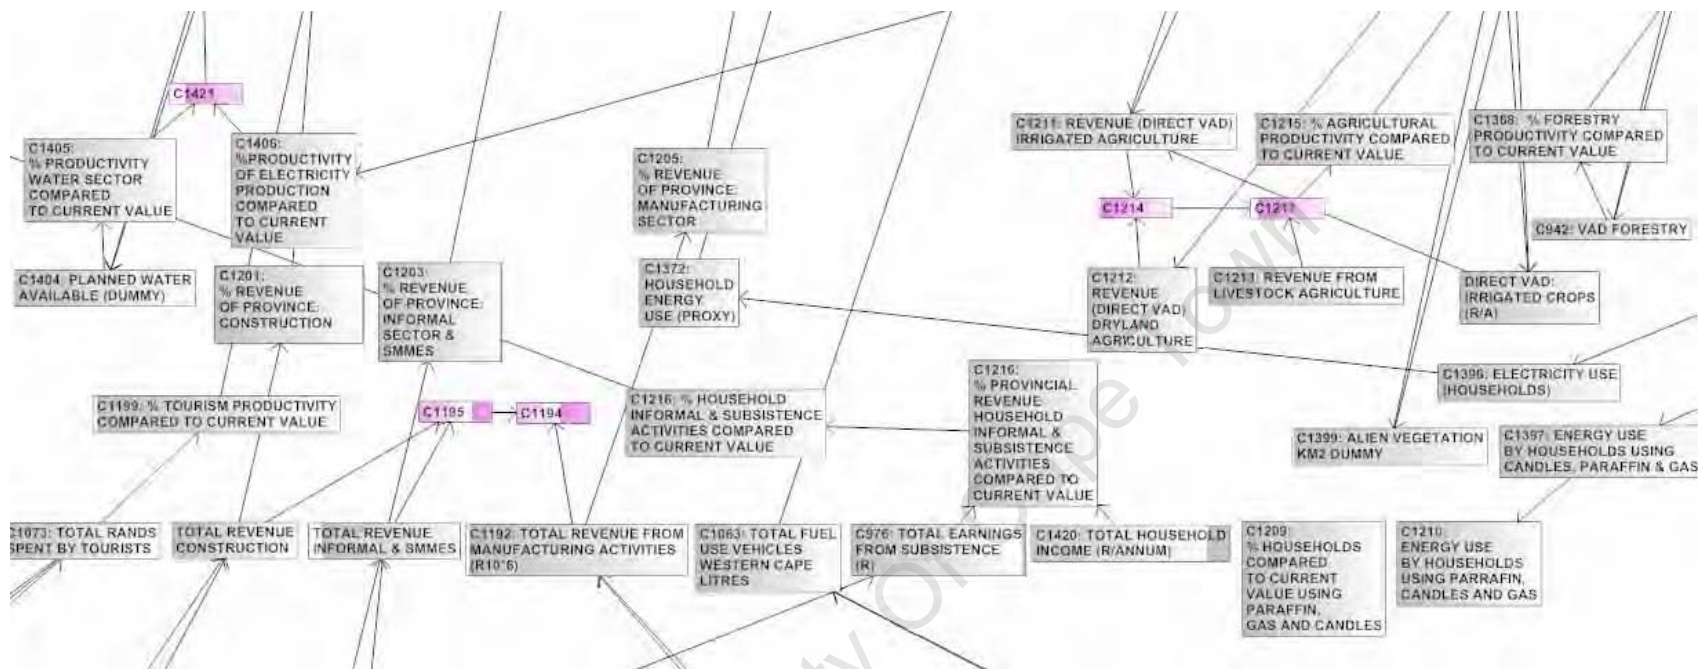 C1421
C1405:
% PRODUCTIVITY
WATER SECTOR
COMPARED
TO CURRENT VALUE
C1406:
%PRODUCTIVITY
OF ELECTRICITY
PRODUCTION
COMPARED
TO CURRENT
VALUE
C1205:
% REVENUE
OF PROVINCE:
MANUFACTURING
SECTOR
C1211: REVENUE (DIRECT VAD)
IRRIGATED AGRICULTURE
C1215: % AGRICULTURAL
PRODUCTIVITY COMPARED
TO CURRENT VALUE
C1368: % FORESTRY
PRODUCTIVITY COMPARED
TO CURRENT VALUE
C1214
C1217
C942: VAD FORESTRY
C1404: PLANNED WATER
AVAILABLE (DUMMY)
C1201:
% REVENUE
OF PROVINCE:
CONSTRUCTION
C1203:
% REVENUE
OF PROVINCE:
INFORMAL
SECTOR &
SMMES
C1372:
HOUSEHOLD
ENERGY
USE (PROXY)
C1212:
REVENUE
(DIRECT VAD)
DRYLAND
AGRICULTURE
C1213: REVENUE FROM
LIVESTOCK AGRICULTURE
DIRECT VAD:
IRRIGATED CROPS
(R/A)
C1199: % TOURISM PRODUCTIVITY
COMPARED TO CURRENT VALUE
C1195
C1194
C1216: % HOUSEHOLD
INFORMAL & SUBSISTENCE
ACTIVITIES COMPARED
TO CURRENT VALUE
C1216:
% PROVINCIAL
REVENUE
HOUSEHOLD
INFORMAL &
SUBSISTENCE
ACTIVITIES
COMPARED TO
CURRENT VALUE
C1396: ELECTRICITY USE
(HOUSEHOLDS)
C1399: ALIEN VEGETATION
KM2 DUMMY
C1397: ENERGY USE
BY HOUSEHOLDS USING
CANDLES, PARAFFIN & GAS
C1073: TOTAL RANDS
SPENT BY TOURISTS
TOTAL REVENUE
CONSTRUCTION
TOTAL REVENUE
INFORMAL & SMMES
C1192: TOTAL REVENUE FROM
MANUFACTURING ACTIVITIES
(R10^6)
C1063: TOTAL FUEL
USE VEHICLES
WESTERN CAPE
LITRES
C976: TOTAL EARNINGS
FROM SUBSISTENCE
(R)
C1420: TOTAL HOUSEHOLD
INCOME (R/ANNUM)
C1209:
% HOUSEHOLDS
COMPARED
TO CURRENT
VALUE USING
PARAFFIN,
GAS AND CANDLES
C1210:
ENERGY USE
BY HOUSEHOLDS
USING PARRAFIN,
CANDLES AND GAS